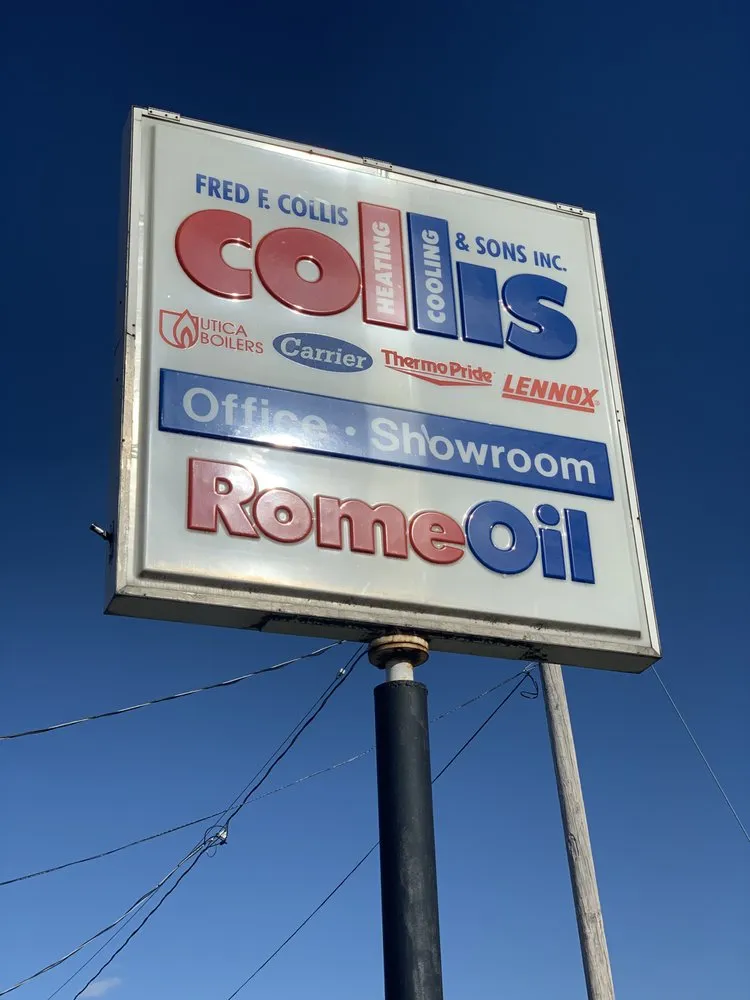 FRED F. COLLIS & SONS INC.
collis
HEATING
COOLING
UTICA BOILERS
Carrier
ThermoPride
LENNOX
Office · Showroom
RomeOil